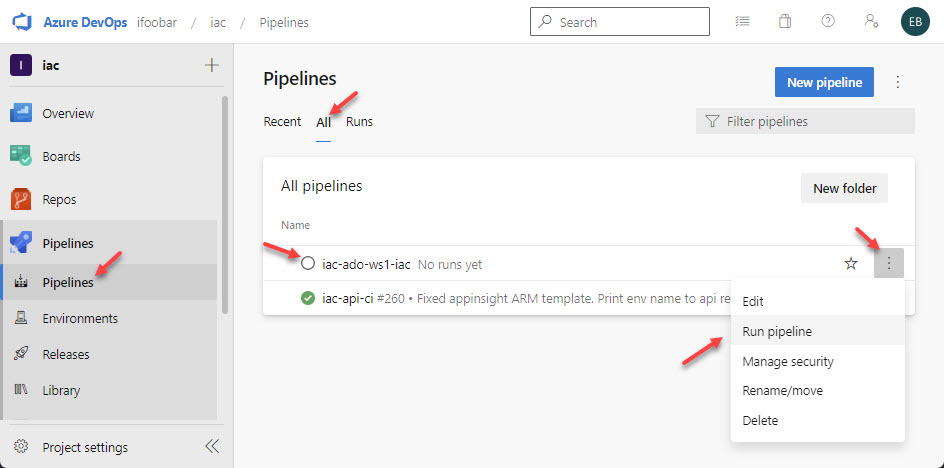 Azure DevOps ifoobar / iac / Pipelines Search EB
I iac
Overview
Boards
Repos
Pipelines
Pipelines
Environments
Releases
Library
Project settings
Pipelines New pipeline
Recent All Runs Filter pipelines
All pipelines New folder
Name
iac-ado-ws1-iac No runs yet
iac-api-ci #260 • Fixed appinsight ARM template. Print env name to api re
Edit
Run pipeline
Manage security
Rename/move
Delete